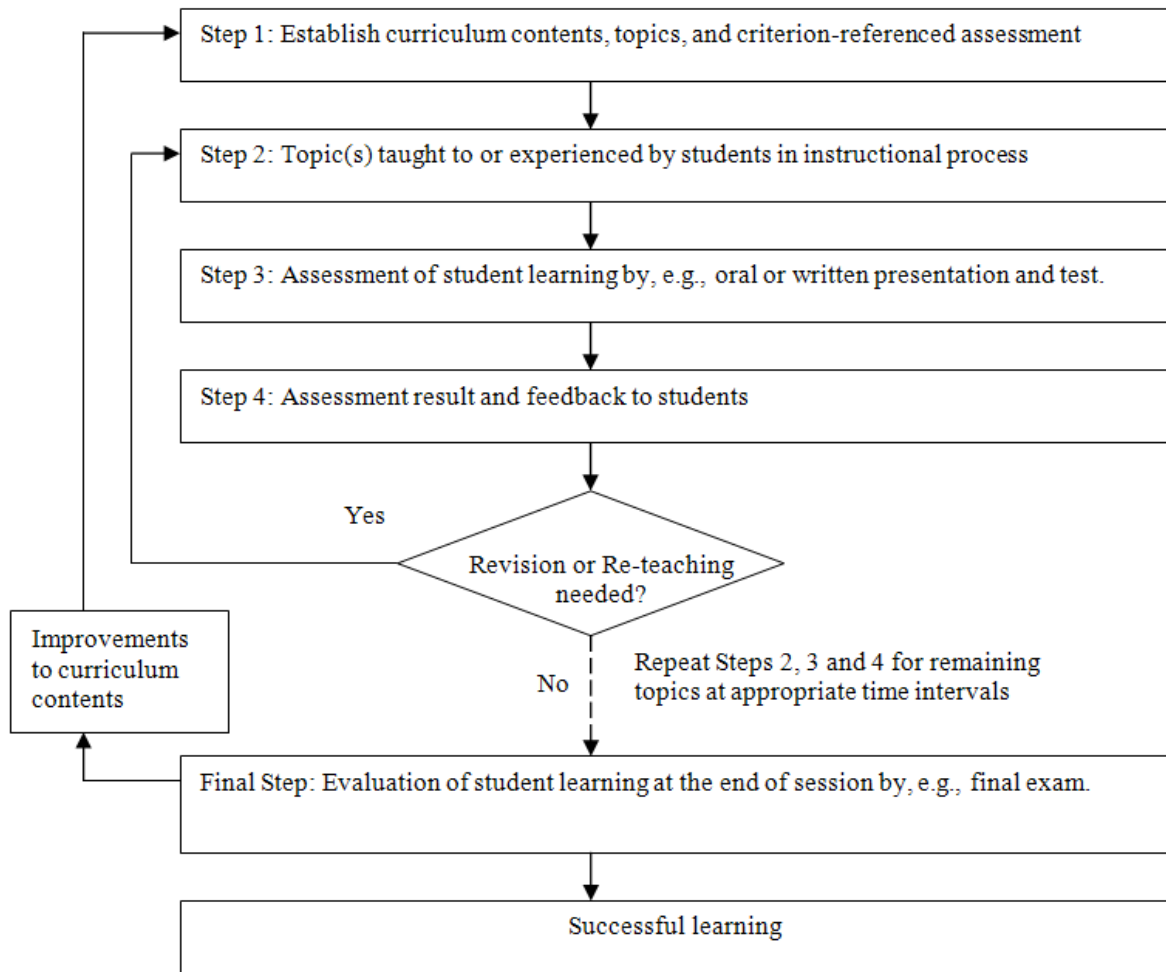 Step 1: Establish curriculum contents, topics, and criterion-referenced assessment
Step 2: Topic(s) taught to or experienced by students in instructional process
Step 3: Assessment of student learning by, e.g., oral or written presentation and test.
Step 4: Assessment result and feedback to students
Yes
Revision or Re-teaching
needed?
Improvements
to curriculum
contents
No
Repeat Steps 2, 3 and 4 for remaining
topics at appropriate time intervals
Final Step: Evaluation of student learning at the end of session by, e.g., final exam.
Successful learning